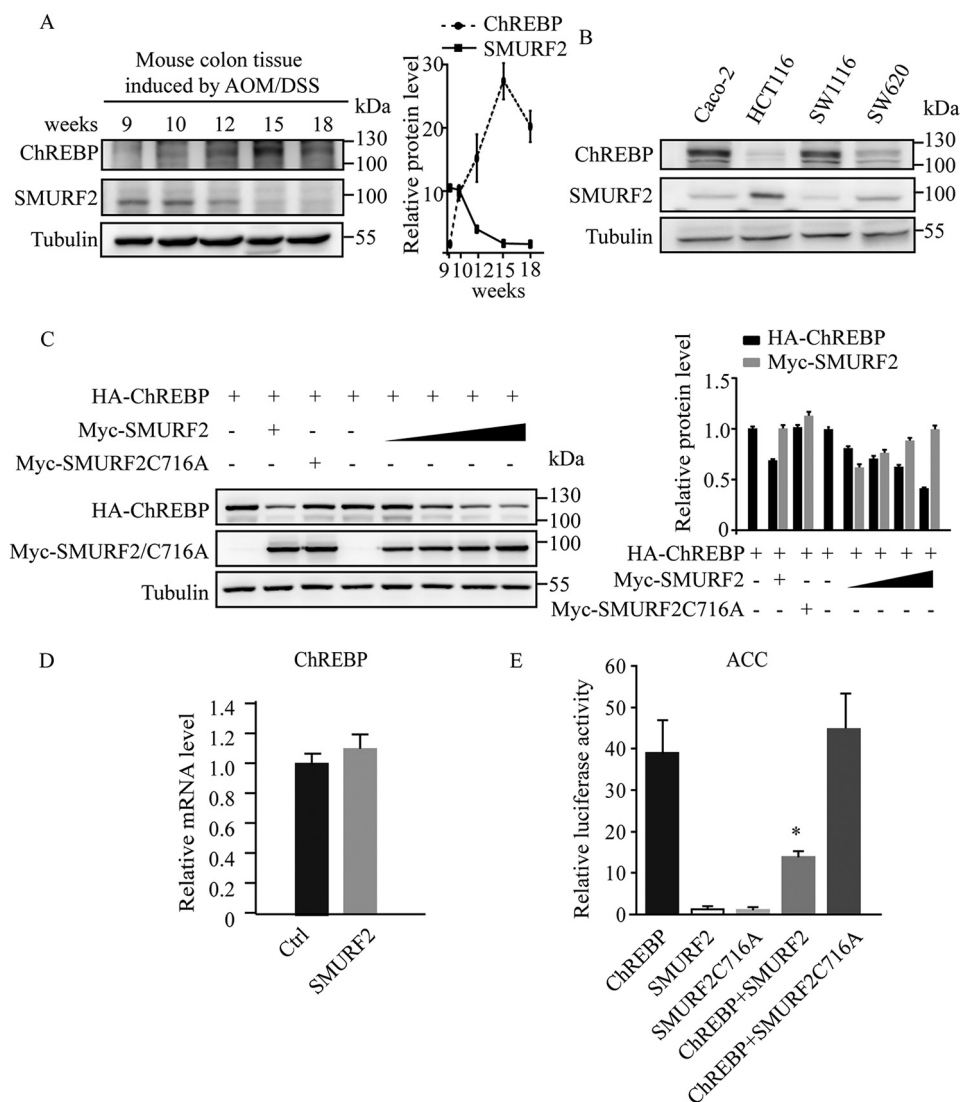 A
Mouse colon tissue
induced by AOM/DSS
kDa
weeks 9 10 12 15 18
ChREBP
130
100
SMURF2
100
Tubulin
55
ChREBP
SMURF2
Relative protein level
30
20
10
0
9 10 12 15 18
weeks
B
Caco-2 HCT116 SW1116 SW620
kDa
ChREBP
130
100
SMURF2
100
Tubulin
55
C
HA-ChREBP + + + + + + + +
Myc-SMURF2 - + - -
Myc-SMURF2C716A - - + - - - - -
kDa
HA-ChREBP
130
100
Myc-SMURF2/C716A
100
Tubulin
55
HA-ChREBP
Myc-SMURF2
Relative protein level
1.5
1.0
0.5
0.0
HA-ChREBP + + + + + + + +
Myc-SMURF2 - + - -
Myc-SMURF2C716A - - + - - - - -
D
ChREBP
Relative mRNA level
1.4
1.2
1.0
0.8
0.6
0.4
0.2
0
Ctrl
SMURF2
E
ACC
Relative luciferase activity
60
50
40
30
20
10
0
*
ChREBP
SMURF2
SMURF2C716A
ChREBP+SMURF2
ChREBP+SMURF2C716A